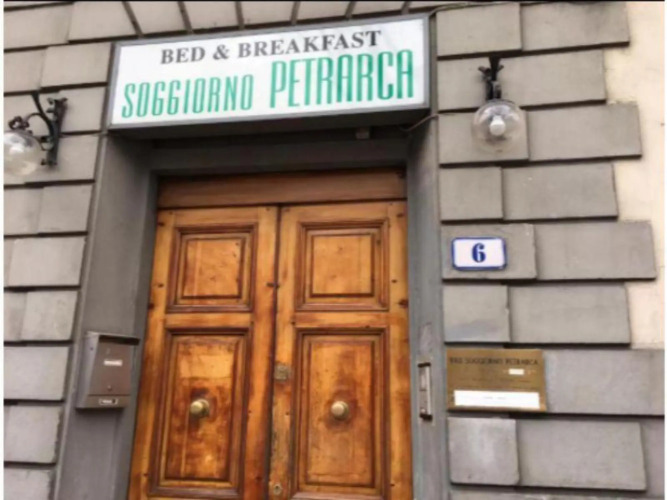 BED & BREAKFAST
SOGGIORNO PETRARCA
6
SOGGIORNO PETRARCA